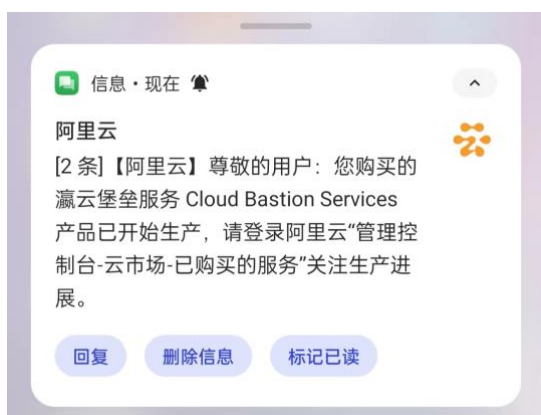 信息・现在
阿里云
[2 条]【阿里云】尊敬的用户：您购买的
瀛云堡垒服务 Cloud Bastion Services
产品已开始生产，请登录阿里云“管理控
制台-云市场-已购买的服务”关注生产进
展。
回复 删除信息 标记已读